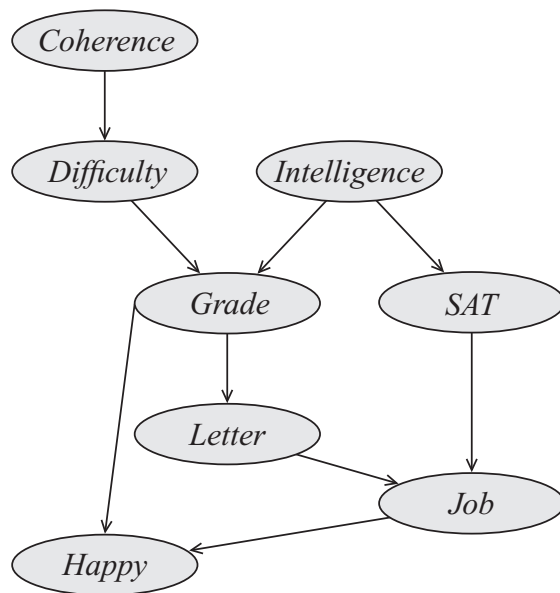 Coherence
Difficulty
Intelligence
Grade
SAT
Letter
Job
Happy